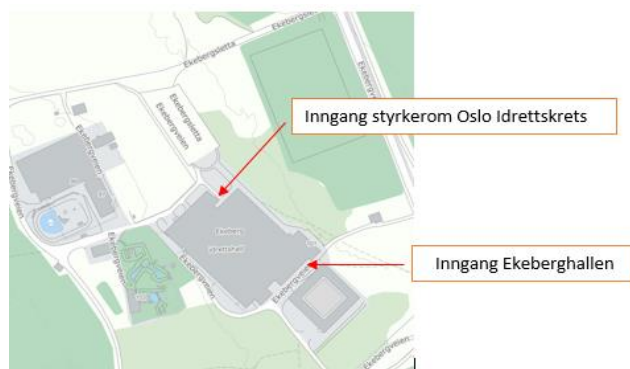 Ekebergsletta
Ekebergveien
Ekebergsletta
Ekebergveien
Inngang styrkerom Oslo Idrettskrets
Ekebergveien
Ekebergveien
Ekeberg
idrettshall
Ekebergveien
Ekebergveien
Inngang Ekeberghallen
Ekebergveien
Ekebergveien